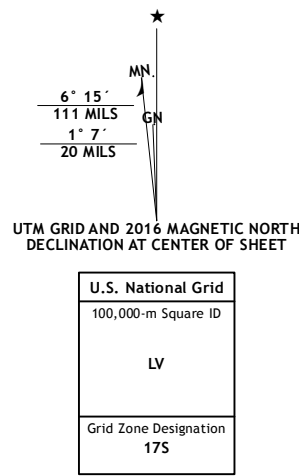 ★
MN.
6° 15´
111 MILS
GN
1° 7´
20 MILS
UTM GRID AND 2016 MAGNETIC NORTH
DECLINATION AT CENTER OF SHEET
U.S. National Grid
100,000-m Square ID
LV
Grid Zone Designation
17S